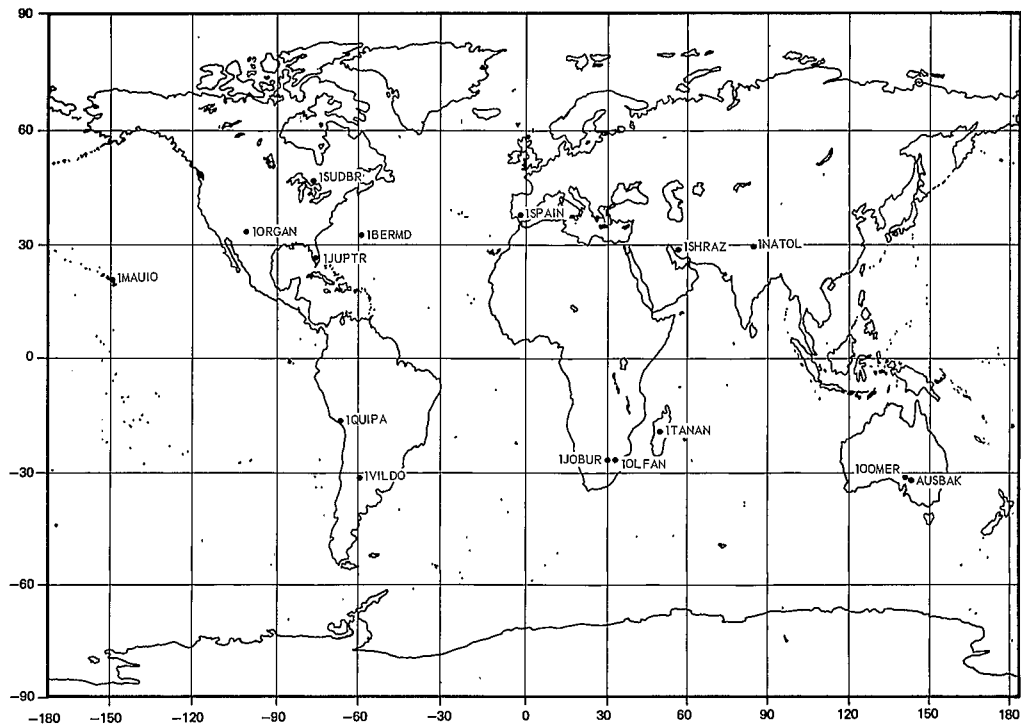 90
80
60
1SUDBR
1SPAIN
1ORGAN
1BERMD
30
1SHRAZ
1NATOL
1JUPTR
1MAUIO
0
1QUIPA
1TANAN
1JOBUR
1OLFAN
-30
1VILDO
1OOMER
AUSBAK
-60
-90
-180
-150
-120
-90
-60
-30
0
30
60
90
120
150
180